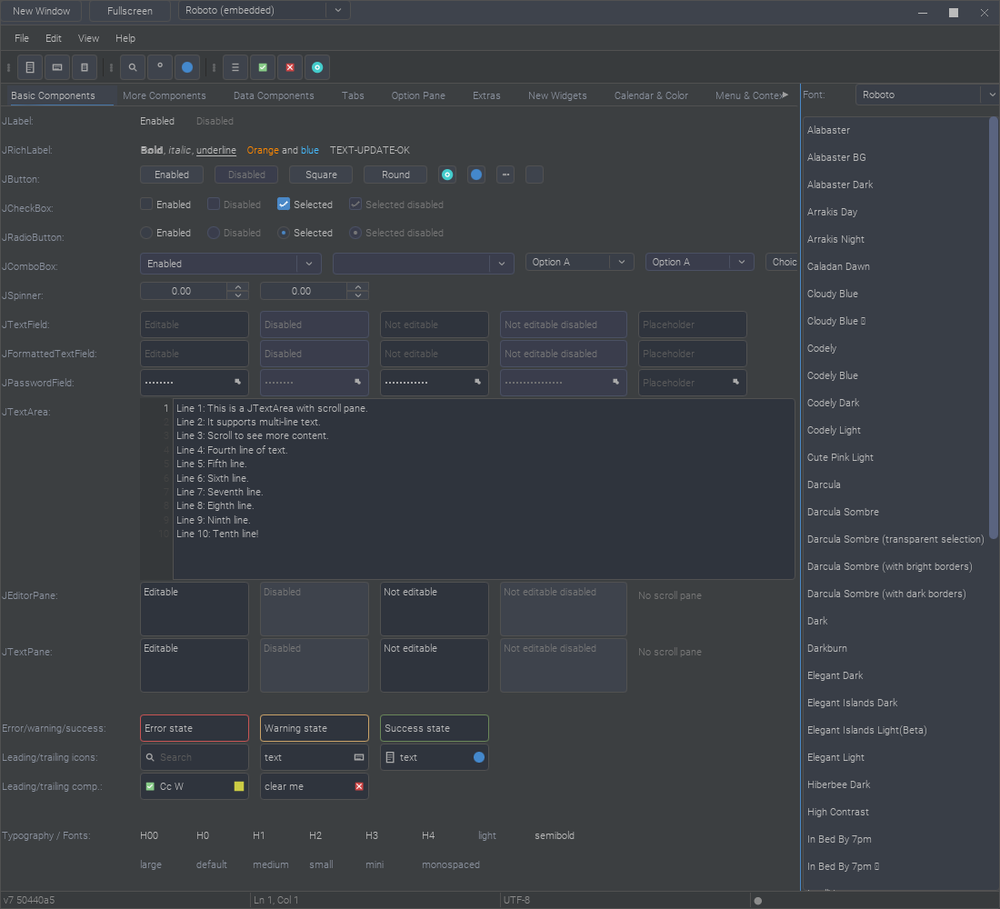 New Window Fullscreen Roboto (embedded)
File Edit View Help
Basic Components More Components Data Components Tabs Option Pane Extras New Widgets Calendar & Color Menu & Contex
Font: Roboto
JLabel: Enabled Disabled
JRichLabel: Bold, italic, underline Orange and blue TEXT-UPDATE-OK
JButton: Enabled Disabled Square Round
JCheckBox: Enabled Disabled Selected Selected disabled
JRadioButton: Enabled Disabled Selected Selected disabled
JComboBox: Enabled Option A Option A Choic
JSpinner: 0.00 0.00
JTextField: Editable Disabled Not editable Not editable disabled Placeholder
JFormattedTextField: Editable Disabled Not editable Not editable disabled Placeholder
JPasswordField: Placeholder
JTextArea:
1 Line 1: This is a JTextArea with scroll pane.
Line 2: It supports multi-line text.
Line 3: Scroll to see more content.
Line 4: Fourth line of text.
Line 5: Fifth line.
Line 6: Sixth line.
Line 7: Seventh line.
Line 8: Eighth line.
Line 9: Ninth line.
10 Line 10: Tenth line!
JEditorPane: Editable Disabled Not editable Not editable disabled No scroll pane
JTextPane: Editable Disabled Not editable Not editable disabled No scroll pane
Error/warning/success: Error state Warning state Success state
Leading/trailing icons: Search text text
Leading/trailing comp.: Cc W clear me
Typography / Fonts: H00 H0 H1 H2 H3 H4 light semibold
large default medium small mini monospaced
Alabaster
Alabaster BG
Alabaster Dark
Arrakis Day
Arrakis Night
Caladan Dawn
Cloudy Blue
Cloudy Blue
Codely
Codely Blue
Codely Dark
Codely Light
Cute Pink Light
Darcula
Darcula Sombre
Darcula Sombre (transparent selection)
Darcula Sombre (with bright borders)
Darcula Sombre (with dark borders)
Dark
Darkburn
Elegant Dark
Elegant Islands Dark
Elegant Islands Light(Beta)
Elegant Light
Hiberbee Dark
High Contrast
In Bed By 7pm
In Bed By 7pm
v7 50440a5 Ln 1, Col 1 UTF-8